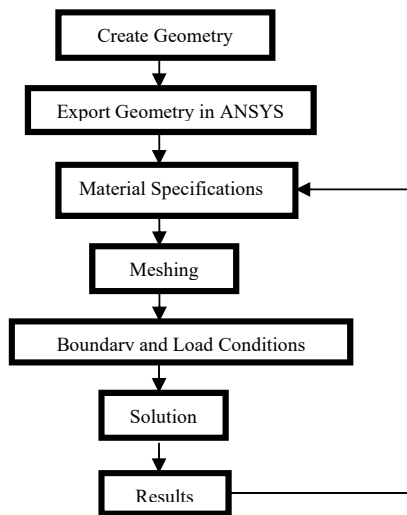 Create Geometry
Export Geometry in ANSYS
Material Specifications
Meshing
Boundary and Load Conditions
Solution
Results